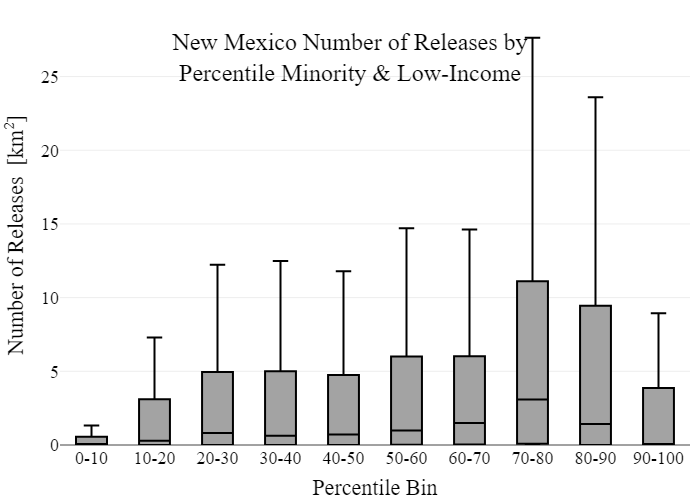 New Mexico Number of Releases by
Percentile Minority & Low-Income
Number of Releases [km²]
25
20
15
10
5
0
0-10 10-20 20-30 30-40 40-50 50-60 60-70 70-80 80-90 90-100
Percentile Bin